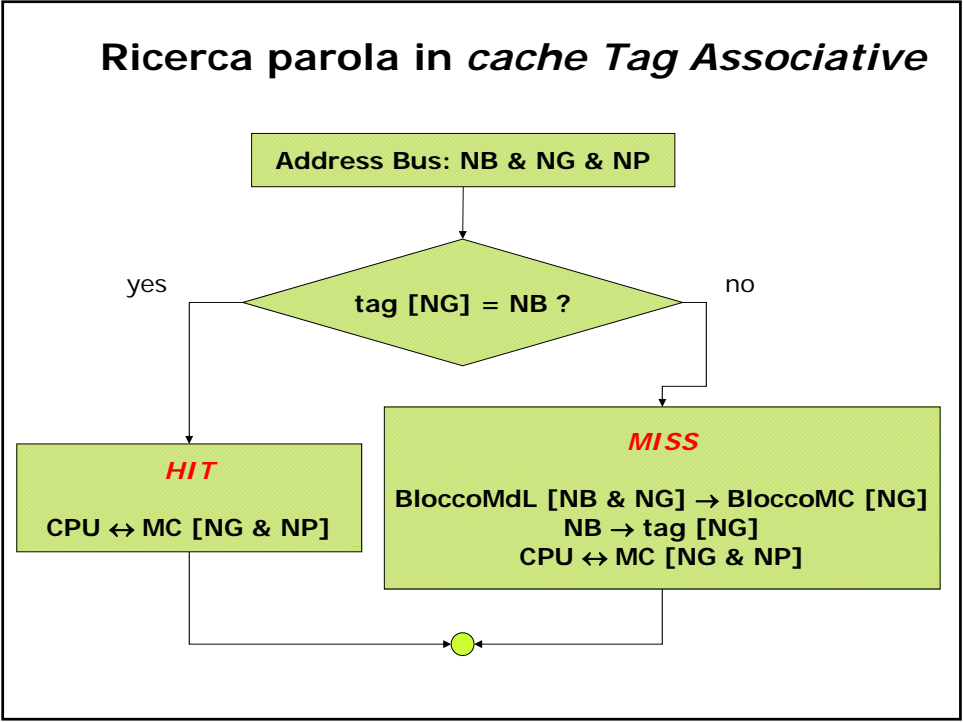 Ricerca parola in cache Tag Associative
Address Bus: NB & NG & NP
yes
no
tag [NG] = NB ?
HIT
CPU ↔ MC [NG & NP]
MISS
BloccoMdL [NB & NG] → BloccoMC [NG]
NB → tag [NG]
CPU ↔ MC [NG & NP]